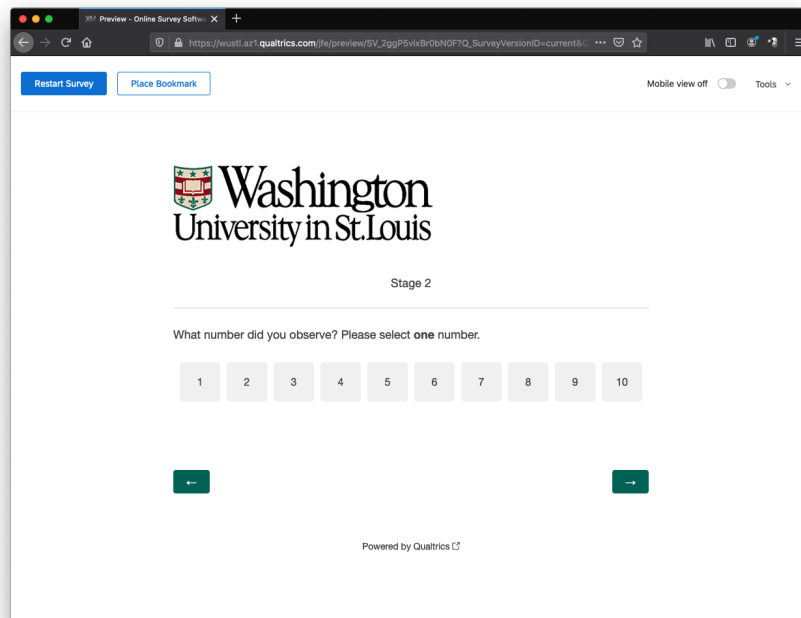 XM Preview - Online Survey Softwa
https://wustl.az1.qualtrics.com/jfe/preview/SV_2ggP5vixBr0bN0F?Q_SurveyVersionID=current&
Restart Survey
Place Bookmark
Mobile view off
Tools
Washington
University in St.Louis
Stage 2
What number did you observe? Please select one number.
1 2 3 4 5 6 7 8 9 10
Powered by Qualtrics